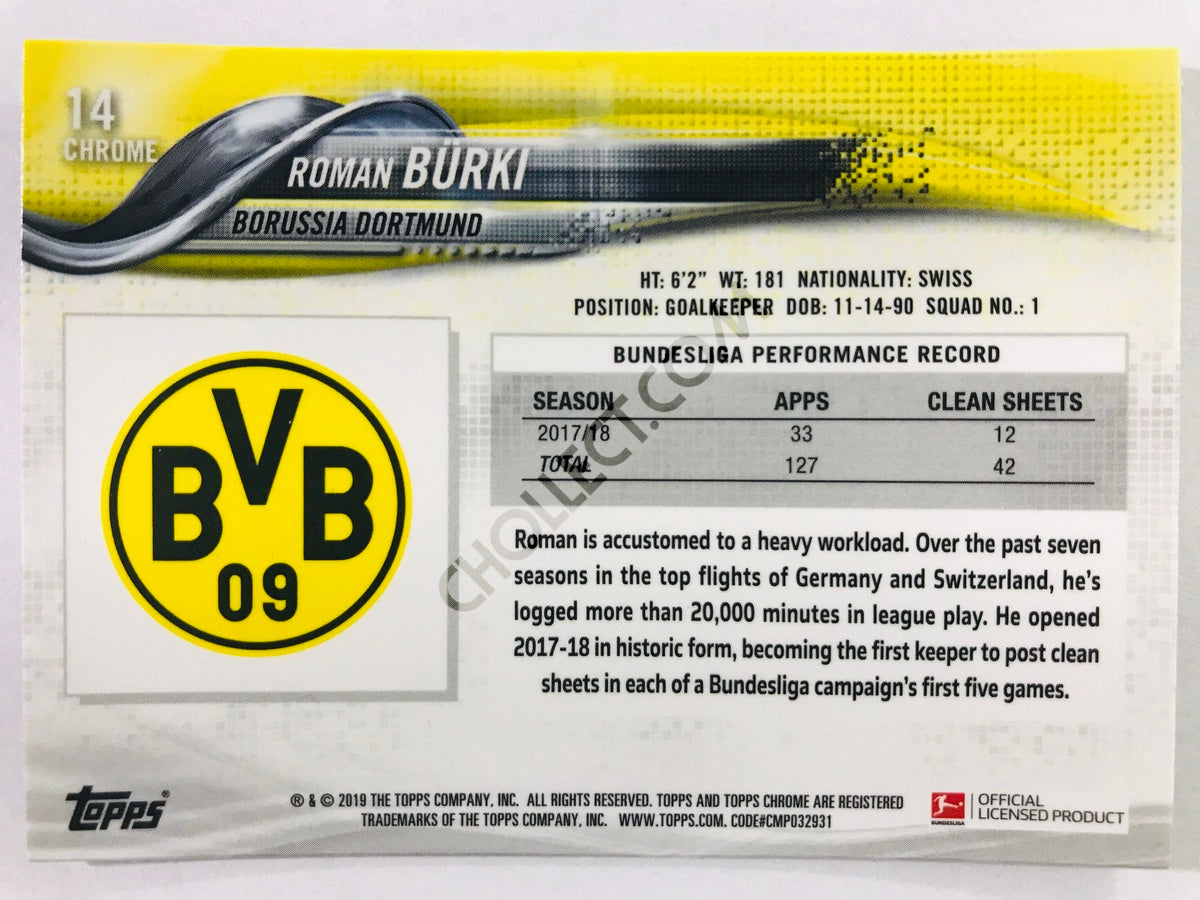 14
CHROME
ROMAN BÜRKI
BORUSSIA DORTMUND
HT: 6'2" WT: 181 NATIONALITY: SWISS
POSITION: GOALKEEPER DOB: 11-14-90 SQUAD NO.: 1
BVB
09
BUNDESLIGA PERFORMANCE RECORD
SEASON APPS CLEAN SHEETS
2017/18 33 12
TOTAL 127 42
CHOLLECT.COM
Roman is accustomed to a heavy workload. Over the past seven
seasons in the top flights of Germany and Switzerland, he's
logged more than 20,000 minutes in league play. He opened
2017-18 in historic form, becoming the first keeper to post clean
sheets in each of a Bundesliga campaign's first five games.
Topps®
® & © 2019 THE TOPPS COMPANY, INC. ALL RIGHTS RESERVED. TOPPS AND TOPPS CHROME ARE REGISTERED
TRADEMARKS OF THE TOPPS COMPANY, INC. WWW.TOPPS.COM. CODE#CMP032931
BUNDESLIGA
OFFICIAL
LICENSED PRODUCT